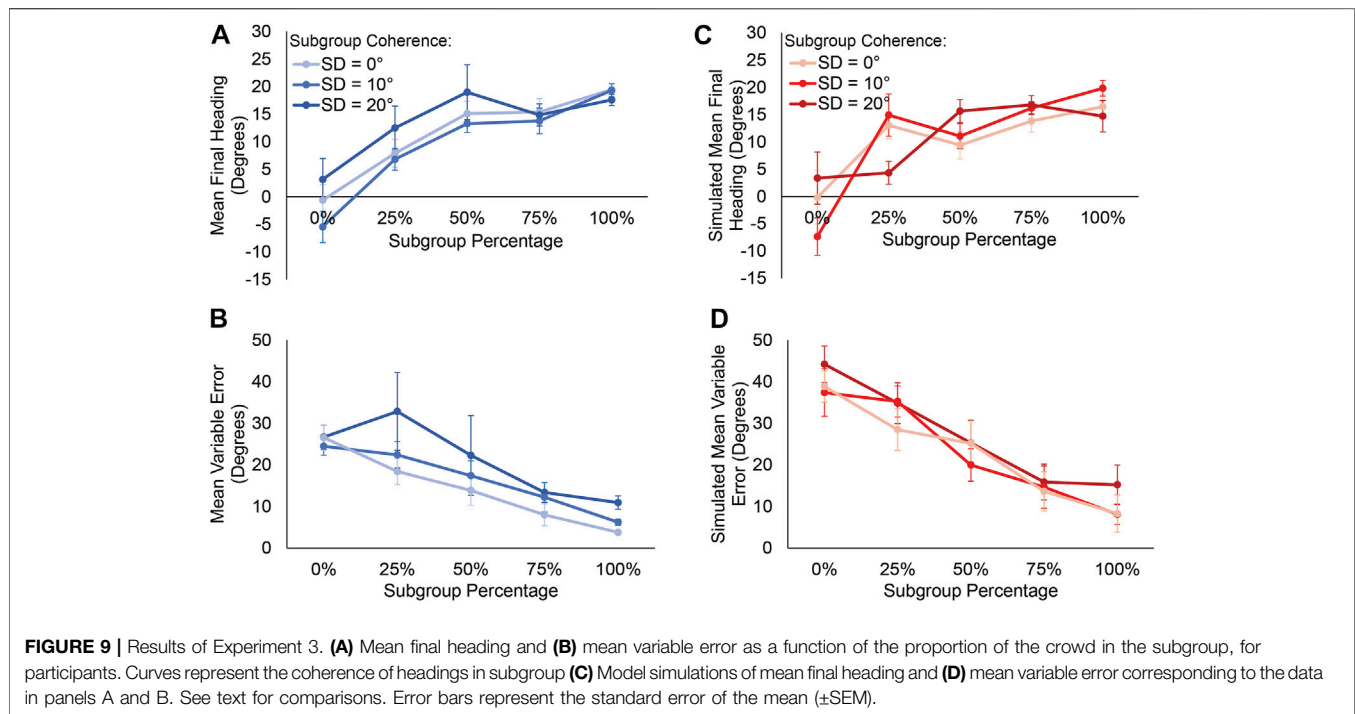 A
Subgroup Coherence:
SD = 0°
SD = 10°
SD = 20°
Mean Final Heading
(Degrees)
30
25
20
15
10
5
0
-5
-10
-15
0%
25%
50%
75%
100%
Subgroup Percentage
C
Subgroup Coherence:
SD = 0°
SD = 10°
SD = 20°
Simulated Mean Final
Heading (Degrees)
30
25
20
15
10
5
0
-5
-10
-15
0%
25%
50%
75%
100%
Subgroup Percentage
B
Mean Variable Error
(Degrees)
50
40
30
20
10
0
0%
25%
50%
75%
100%
Subgroup Percentage
D
Simulated Mean Variable
Error (Degrees)
50
40
30
20
10
0
0%
25%
50%
75%
100%
Subgroup Percentage
FIGURE 9 | Results of Experiment 3. (A) Mean final heading and (B) mean variable error as a function of the proportion of the crowd in the subgroup, for
participants. Curves represent the coherence of headings in subgroup (C) Model simulations of mean final heading and (D) mean variable error corresponding to the data
in panels A and B. See text for comparisons. Error bars represent the standard error of the mean (±SEM).